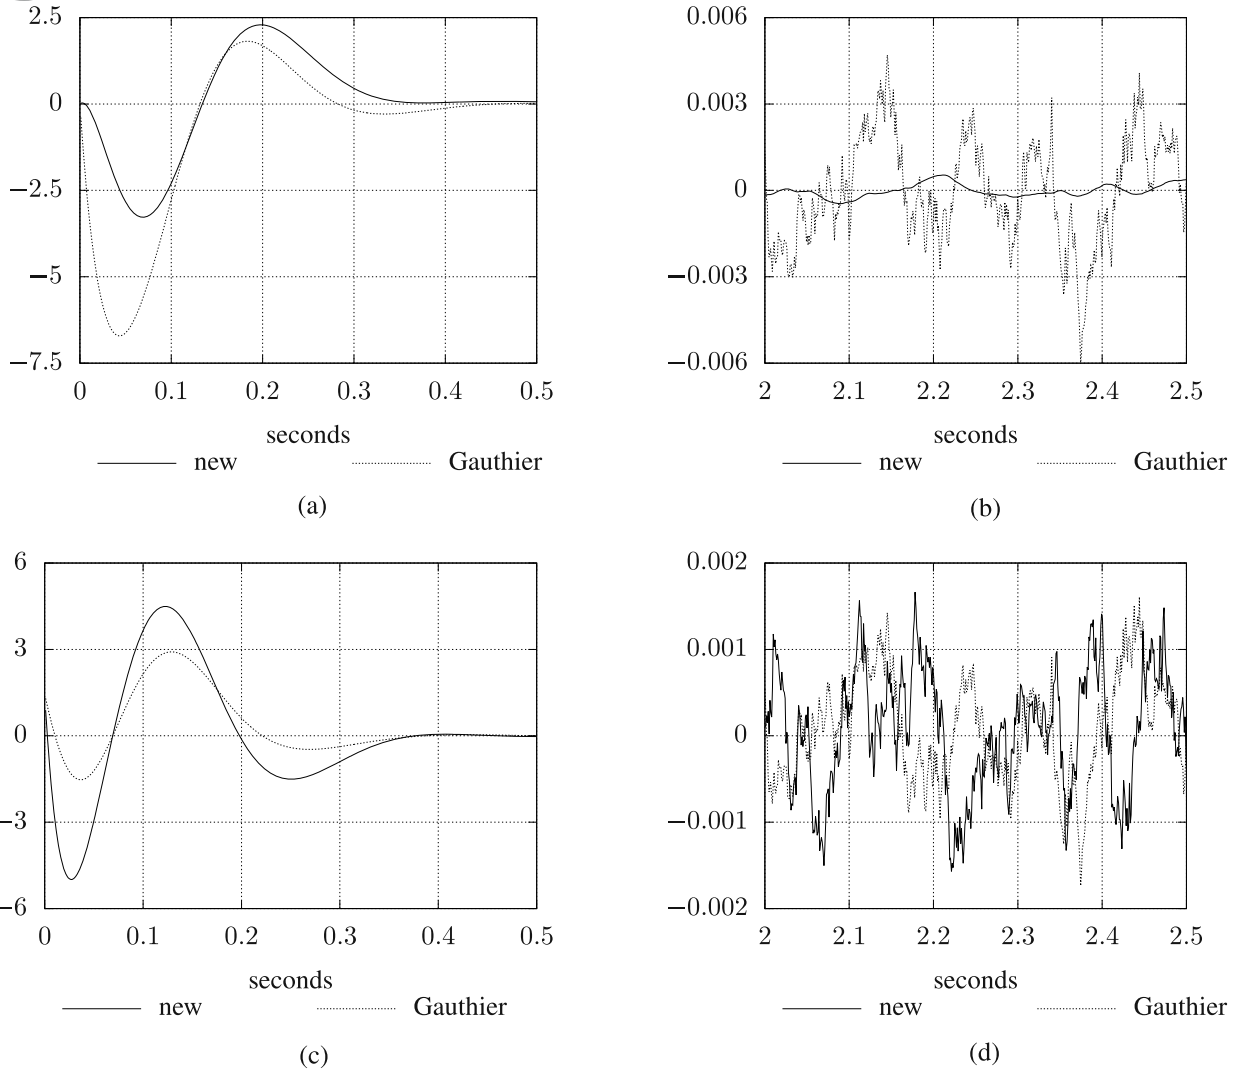 2.5
0
−2.5
−5
−7.5
0 0.1 0.2 0.3 0.4 0.5
seconds
new Gauthier
(a)
0.006
0.003
0
−0.003
−0.006
2 2.1 2.2 2.3 2.4 2.5
seconds
new Gauthier
(b)
6
3
0
−3
−6
0 0.1 0.2 0.3 0.4 0.5
seconds
new Gauthier
(c)
0.002
0.001
0
−0.001
−0.002
2 2.1 2.2 2.3 2.4 2.5
seconds
new Gauthier
(d)